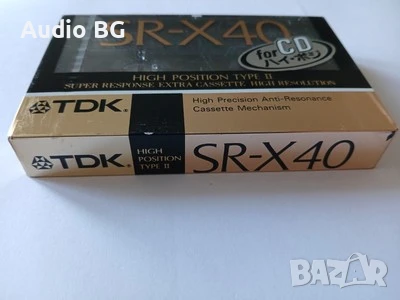 Audio BG
SR-X40
for CD
ハイ・ポジ
HIGH POSITION TYPE II
SUPER RESPONSE EXTRA CASSETTE HIGH RESOLUTION
TDK
High Precision Anti-Resonance
Cassette Mechanism
TDK
HIGH
POSITION
TYPE II
SR-X40
BAZAR